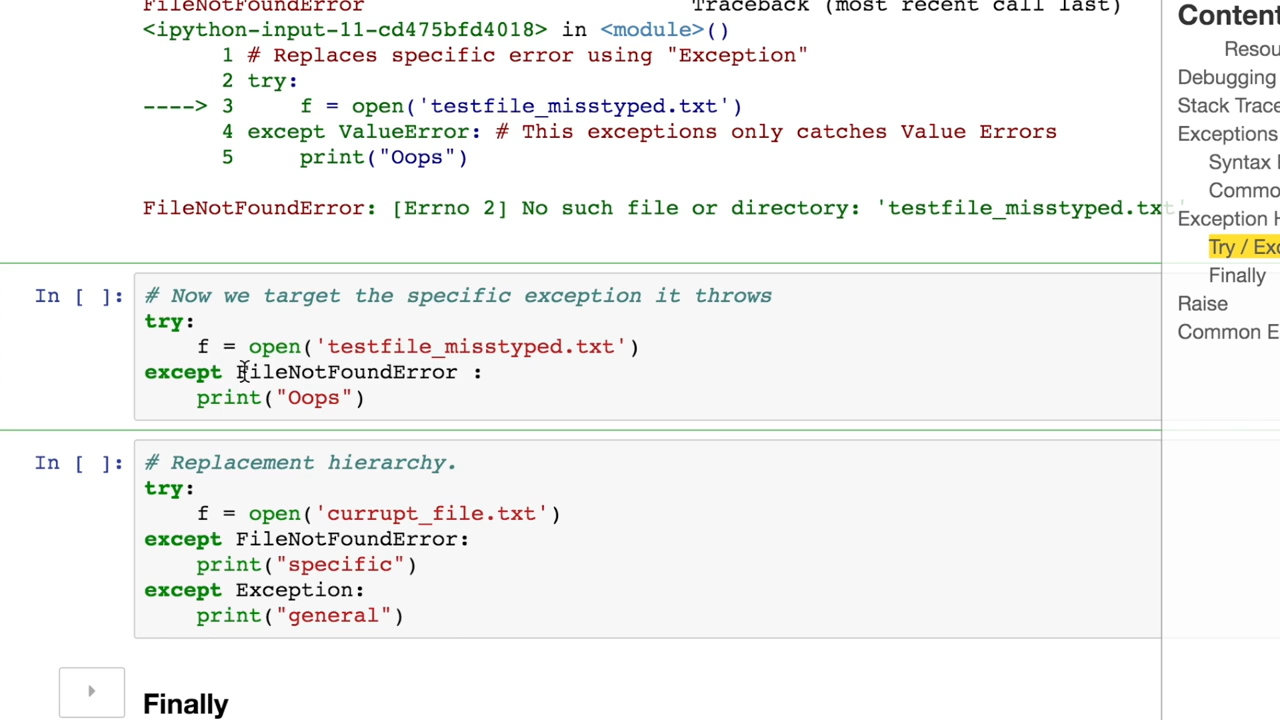 FileNotFoundError Traceback (most recent call last)
<ipython-input-11-cd475bfd4018> in <module>()
1 # Replaces specific error using "Exception"
2 try:
----> 3 f = open('testfile_misstyped.txt')
4 except ValueError: # This exceptions only catches Value Errors
5 print("Oops")
FileNotFoundError: [Errno 2] No such file or directory: 'testfile_misstyped.txt'
In [ ]: # Now we target the specific exception it throws
try:
f = open('testfile_misstyped.txt')
except FileNotFoundError :
print("Oops")
In [ ]: # Replacement hierarchy.
try:
f = open('currupt_file.txt')
except FileNotFoundError:
print("specific")
except Exception:
print("general")
Finally
Content
Resou
Debugging
Stack Trace
Exceptions
Syntax
Commo
Exception H
Try / Exc
Finally
Raise
Common E